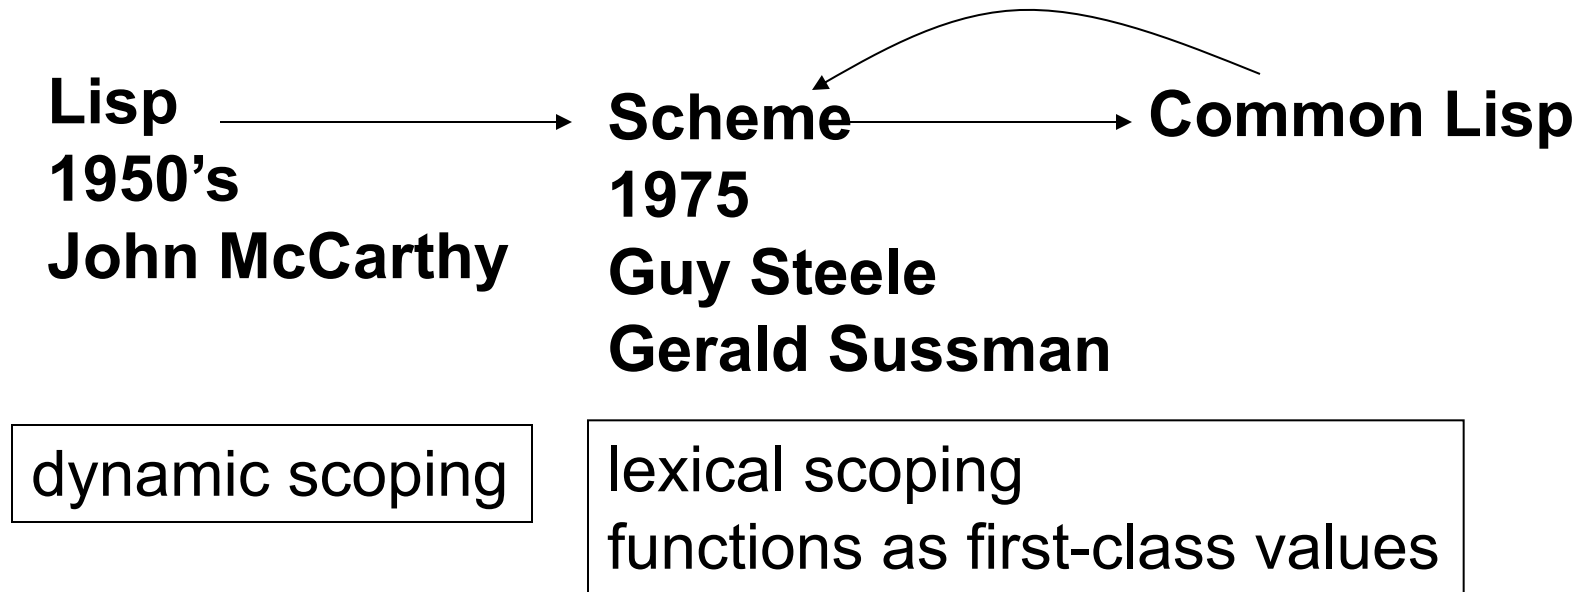 Lisp
1950’s
John McCarthy
Scheme
1975
Guy Steele
Gerald Sussman
Common Lisp
dynamic scoping
lexical scoping
functions as first-class values